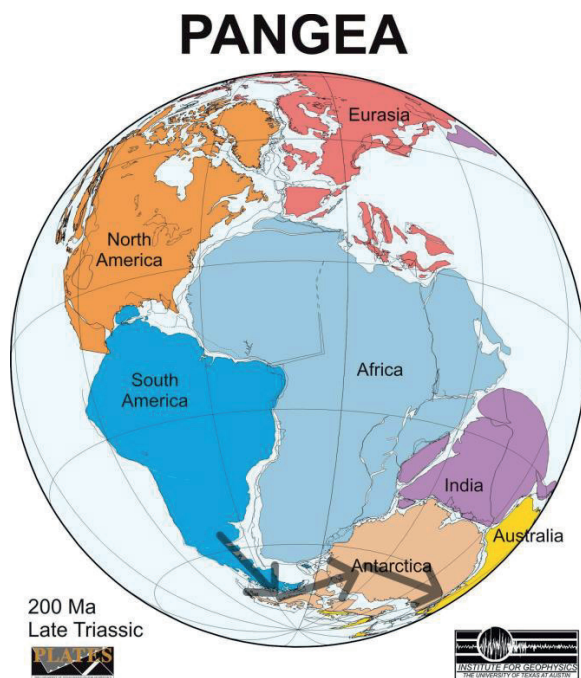 PANGEA
Eurasia
North
America
Africa
South
America
India
Australia
Antarctica
200 Ma
Late Triassic
PLATES
INSTITUTE FOR GEOPHYSICS
THE UNIVERSITY OF TEXAS AT AUSTIN